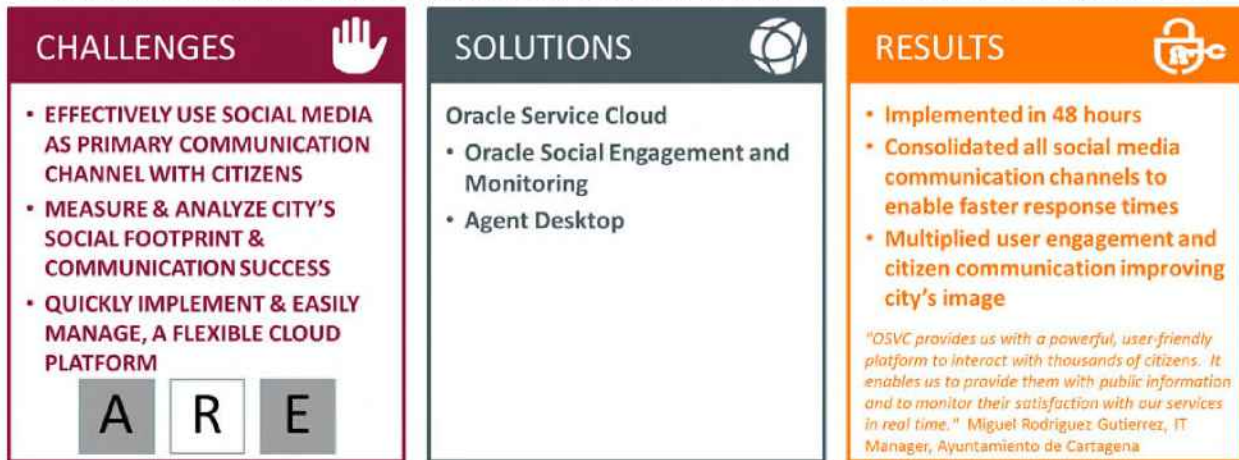 CHALLENGES
• EFFECTIVELY USE SOCIAL MEDIA
AS PRIMARY COMMUNICATION
CHANNEL WITH CITIZENS
• MEASURE & ANALYZE CITY'S
SOCIAL FOOTPRINT &
COMMUNICATION SUCCESS
• QUICKLY IMPLEMENT & EASILY
MANAGE, A FLEXIBLE CLOUD
PLATFORM
A R E
SOLUTIONS
Oracle Service Cloud
• Oracle Social Engagement and
Monitoring
• Agent Desktop
RESULTS
• Implemented in 48 hours
• Consolidated all social media
communication channels to
enable faster response times
• Multiplied user engagement and
citizen communication improving
city's image
"OSVC provides us with a powerful, user-friendly
platform to interact with thousands of citizens. It
enables us to provide them with public information
and to monitor their satisfaction with our services
in real time." Miguel Rodriguez Gutierrez, IT
Manager, Ayuntamiento de Cartagena